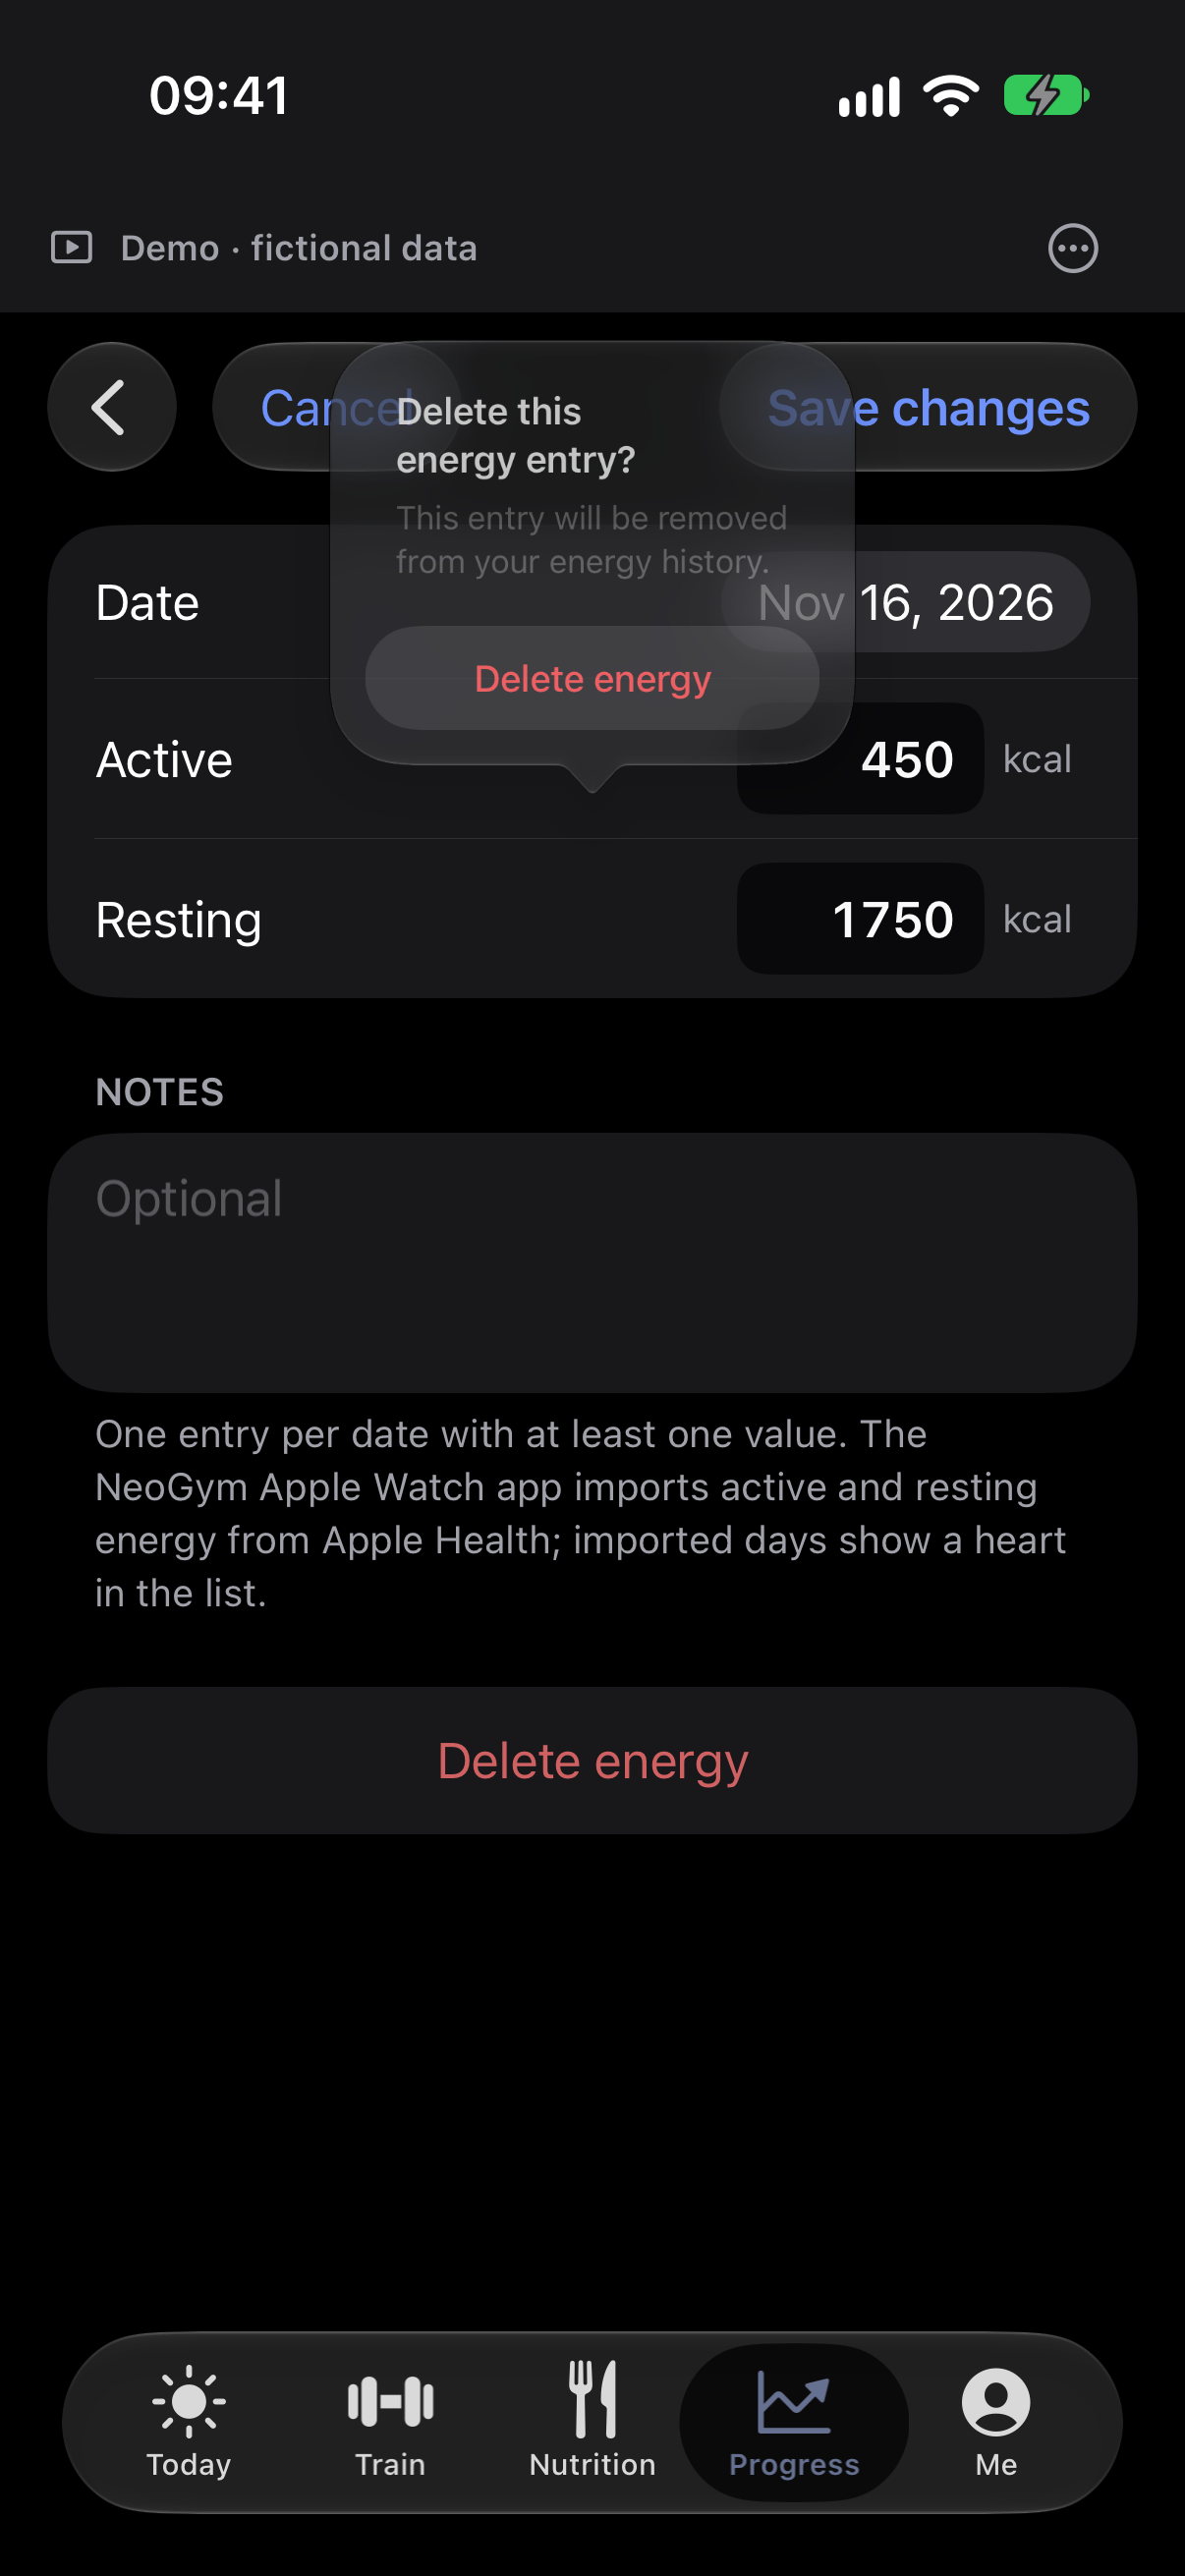 09:41
Demo · fictional data
Cancel
Save changes
Delete this
energy entry?
This entry will be removed
from your energy history.
Delete energy
Date
Nov 16, 2026
Active
450 kcal
Resting
1750 kcal
NOTES
Optional
One entry per date with at least one value. The
NeoGym Apple Watch app imports active and resting
energy from Apple Health; imported days show a heart
in the list.
Delete energy
Today
Train
Nutrition
Progress
Me